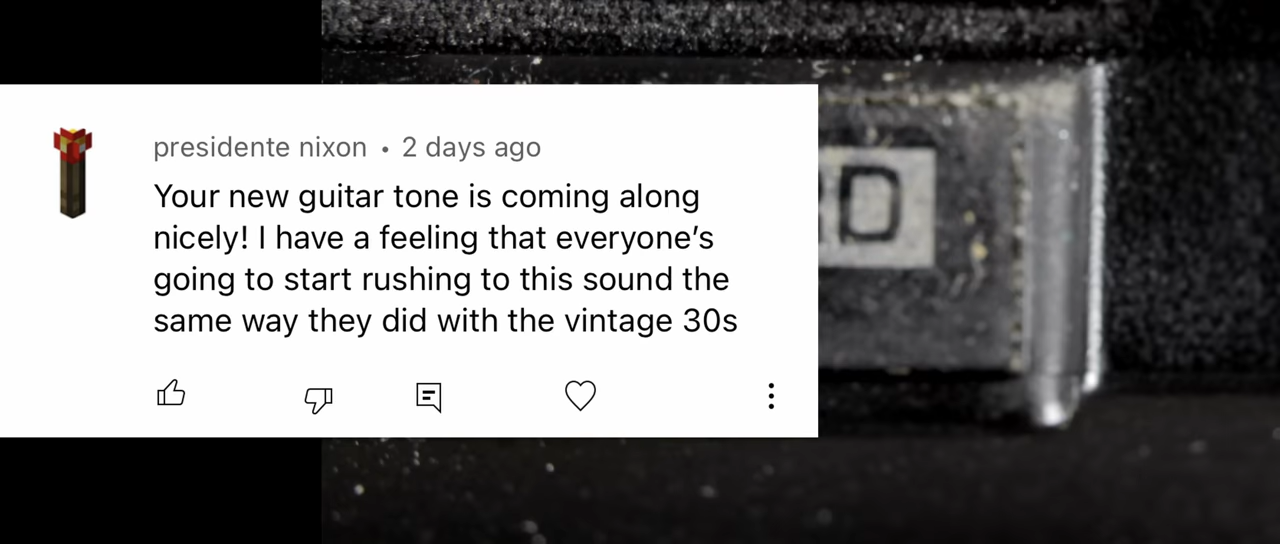 presidente nixon • 2 days ago
Your new guitar tone is coming along
nicely! I have a feeling that everyone’s
going to start rushing to this sound the
same way they did with the vintage 30s